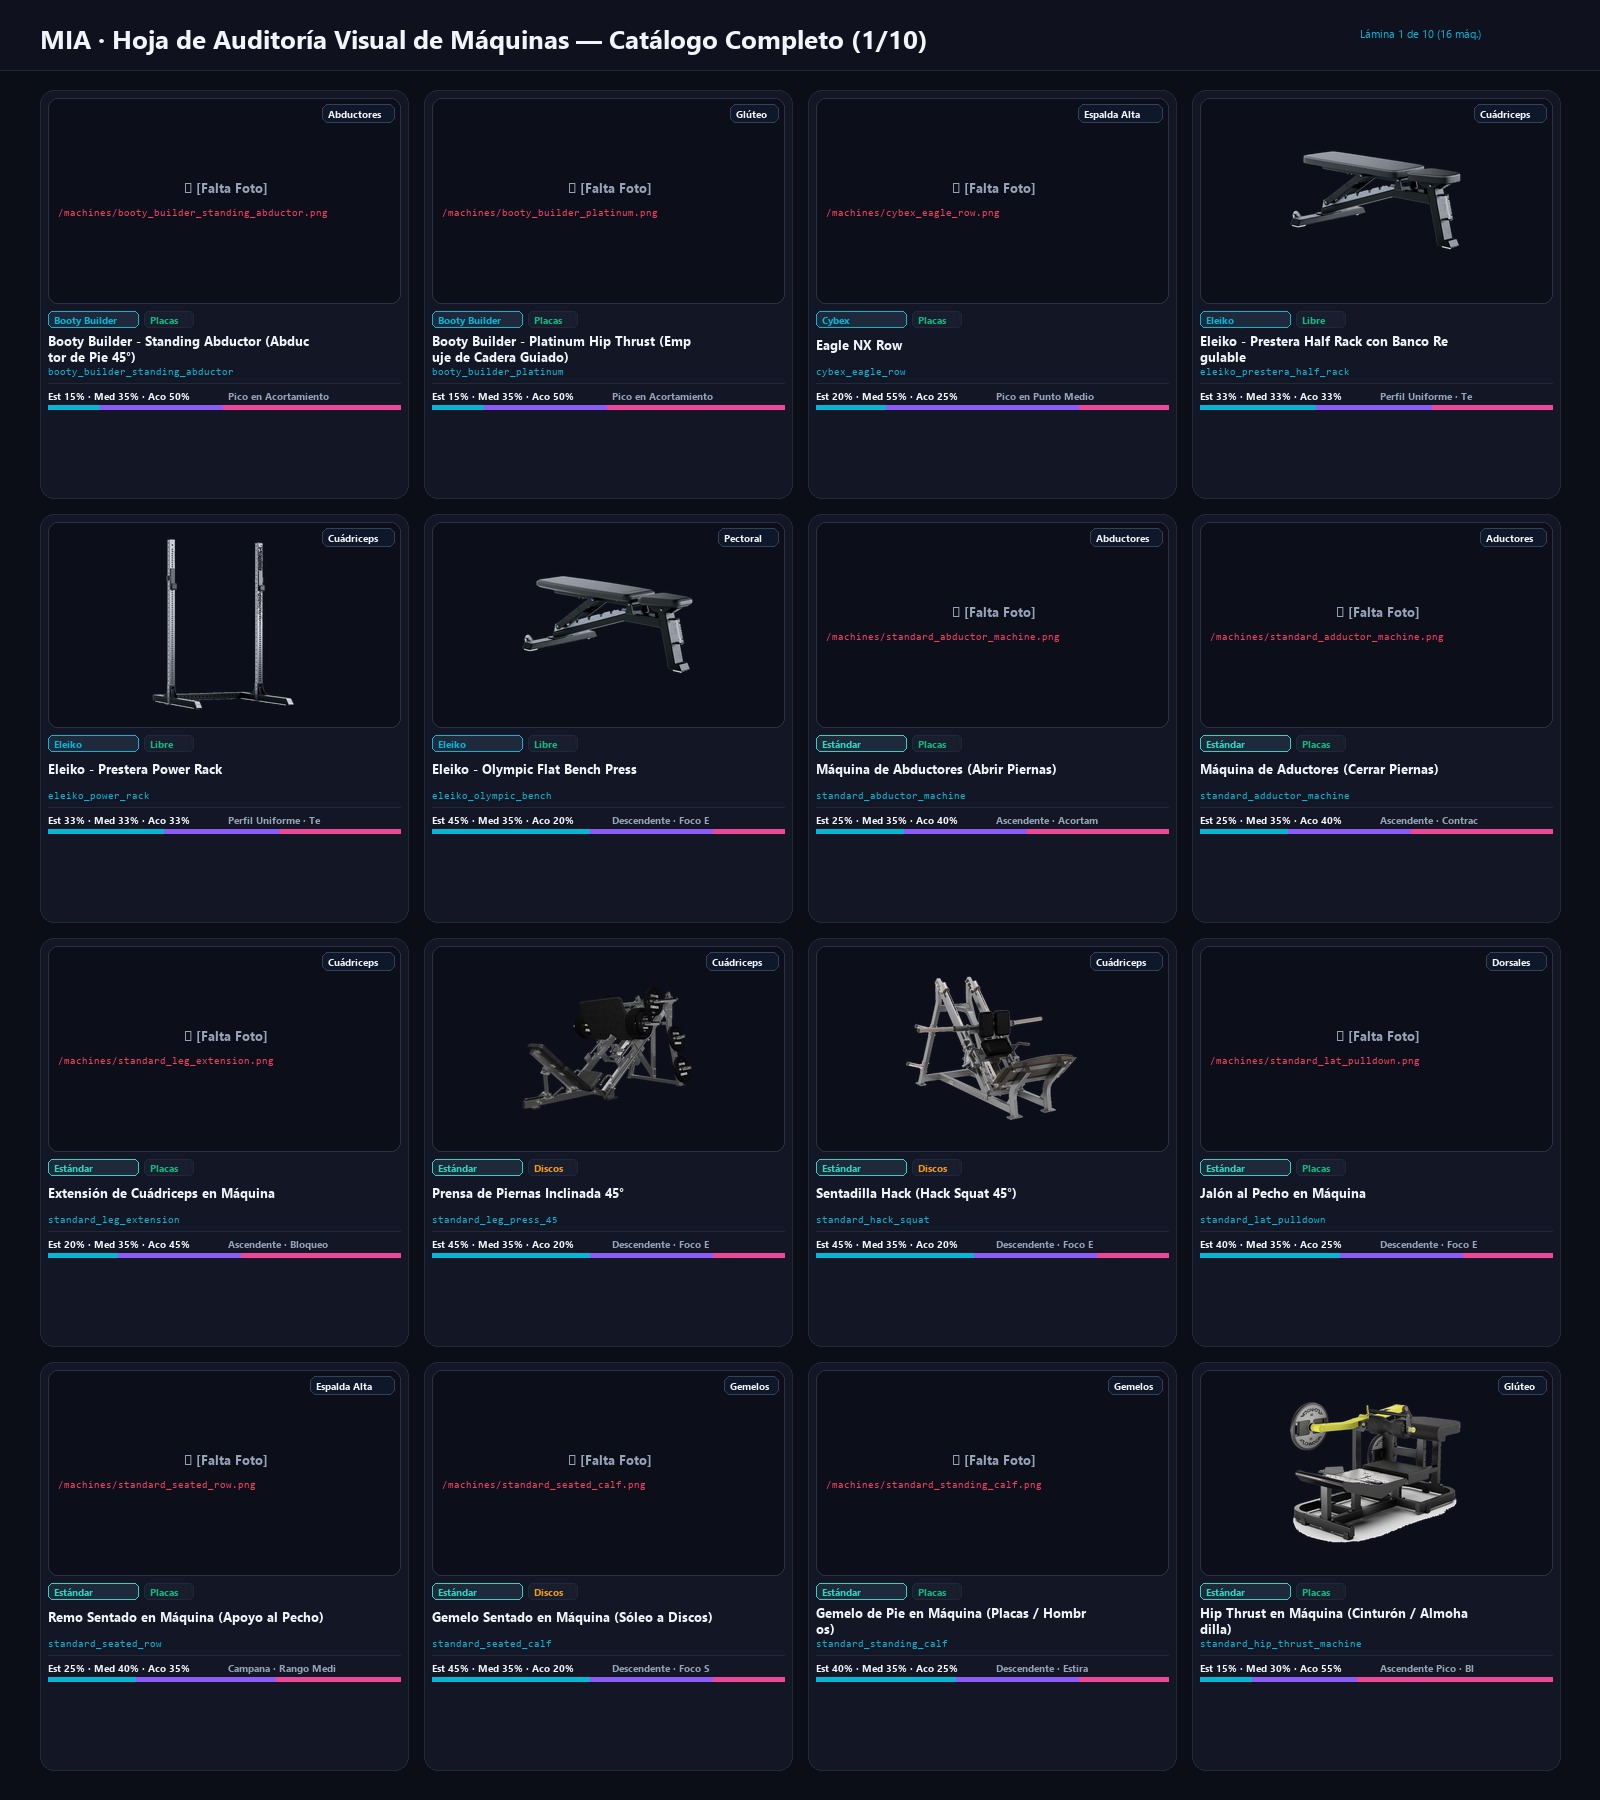 MIA · Hoja de Auditoría Visual de Máquinas — Catálogo Completo (1/10)
Lámina 1 de 10 (16 máq.)
Abductores
[Falta Foto]
/machines/booty_builder_standing_abductor.png
Booty Builder
Placas
Booty Builder - Standing Abductor (Abduc
tor de Pie 45°)
booty_builder_standing_abductor
Est 15% · Med 35% · Aco 50%
Pico en Acortamiento
Glúteo
[Falta Foto]
/machines/booty_builder_platinum.png
Booty Builder
Placas
Booty Builder - Platinum Hip Thrust (Emp
uje de Cadera Guiado)
booty_builder_platinum
Est 15% · Med 35% · Aco 50%
Pico en Acortamiento
Espalda Alta
[Falta Foto]
/machines/cybex_eagle_row.png
Cybex
Placas
Eagle NX Row
cybex_eagle_row
Est 20% · Med 55% · Aco 25%
Pico en Punto Medio
Cuádriceps
Eleiko
Libre
Eleiko - Prestera Half Rack con Banco Re
gulable
eleiko_prestera_half_rack
Est 33% · Med 33% · Aco 33%
Perfil Uniforme · Te
Cuádriceps
Eleiko
Libre
Eleiko - Prestera Power Rack
eleiko_power_rack
Est 33% · Med 33% · Aco 33%
Perfil Uniforme · Te
Pectoral
Eleiko
Libre
Eleiko - Olympic Flat Bench Press
eleiko_olympic_bench
Est 45% · Med 35% · Aco 20%
Descendente · Foco E
Abductores
[Falta Foto]
/machines/standard_abductor_machine.png
Estándar
Placas
Máquina de Abductores (Abrir Piernas)
standard_abductor_machine
Est 25% · Med 35% · Aco 40%
Ascendente · Acortam
Aductores
[Falta Foto]
/machines/standard_adductor_machine.png
Estándar
Placas
Máquina de Aductores (Cerrar Piernas)
standard_adductor_machine
Est 25% · Med 35% · Aco 40%
Ascendente · Contrac
Cuádriceps
[Falta Foto]
/machines/standard_leg_extension.png
Estándar
Placas
Extensión de Cuádriceps en Máquina
standard_leg_extension
Est 20% · Med 35% · Aco 45%
Ascendente · Bloqueo
Cuádriceps
Estándar
Discos
Prensa de Piernas Inclinada 45°
standard_leg_press_45
Est 45% · Med 35% · Aco 20%
Descendente · Foco E
Cuádriceps
Estándar
Discos
Sentadilla Hack (Hack Squat 45°)
standard_hack_squat
Est 45% · Med 35% · Aco 20%
Descendente · Foco E
Dorsales
[Falta Foto]
/machines/standard_lat_pulldown.png
Estándar
Placas
Jalón al Pecho en Máquina
standard_lat_pulldown
Est 40% · Med 35% · Aco 25%
Descendente · Foco E
Espalda Alta
[Falta Foto]
/machines/standard_seated_row.png
Estándar
Placas
Remo Sentado en Máquina (Apoyo al Pecho)
standard_seated_row
Est 25% · Med 40% · Aco 35%
Campana · Rango Medi
Gemelos
[Falta Foto]
/machines/standard_seated_calf.png
Estándar
Discos
Gemelo Sentado en Máquina (Sóleo a Discos)
standard_seated_calf
Est 45% · Med 35% · Aco 20%
Descendente · Foco S
Gemelos
[Falta Foto]
/machines/standard_standing_calf.png
Estándar
Placas
Gemelo de Pie en Máquina (Placas / Hombr
os)
standard_standing_calf
Est 40% · Med 35% · Aco 25%
Descendente · Estira
Glúteo
Estándar
Placas
Hip Thrust en Máquina (Cinturón / Almoha
dilla)
standard_hip_thrust_machine
Est 15% · Med 30% · Aco 55%
Ascendente Pico · Bl